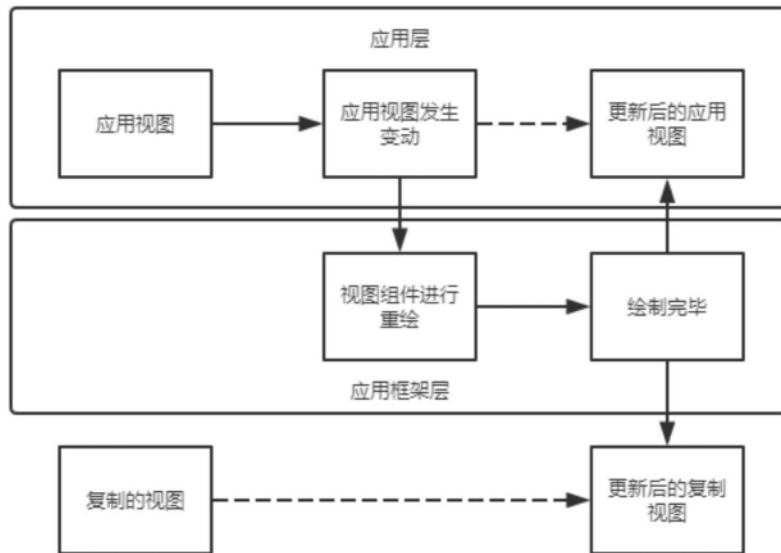 应用层
应用视图
应用视图发生
变动
更新后的应用
视图
视图组件进行
重绘
绘制完毕
应用框架层
复制的视图
更新后的复制
视图